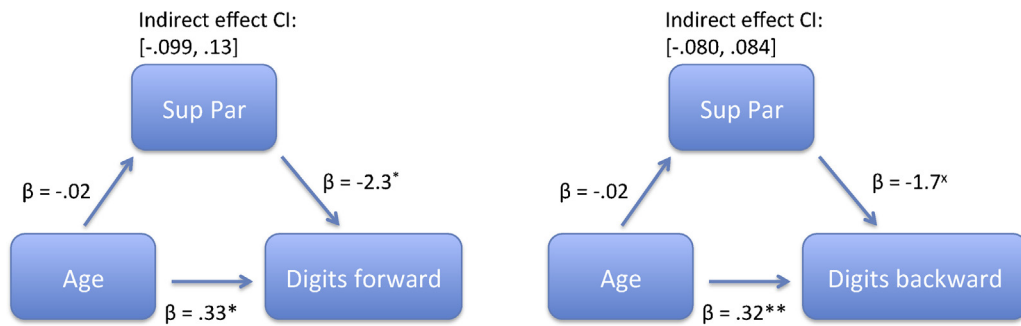 Indirect effect CI:
[-.099, .13]
Sup Par
β = -.02
β = -2.3*
Age
Digits forward
β = .33*
Indirect effect CI:
[-.080, .084]
Sup Par
β = -.02
β = -1.7ˣ
Age
Digits backward
β = .32**